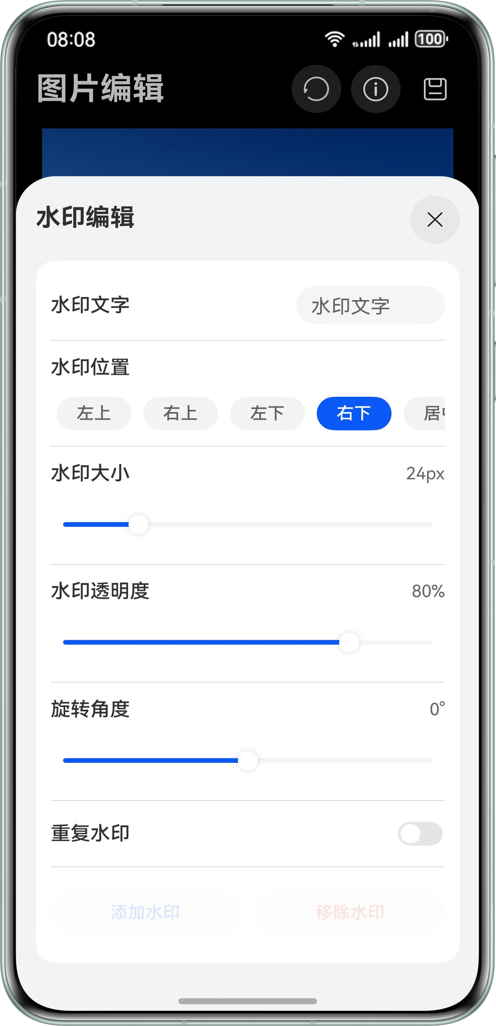 08:08
100
图片编辑
水印编辑
水印文字
水印文字
水印位置
左上 右上 左下 右下 居
水印大小 24px
水印透明度 80%
旋转角度 0°
重复水印
添加水印 移除水印